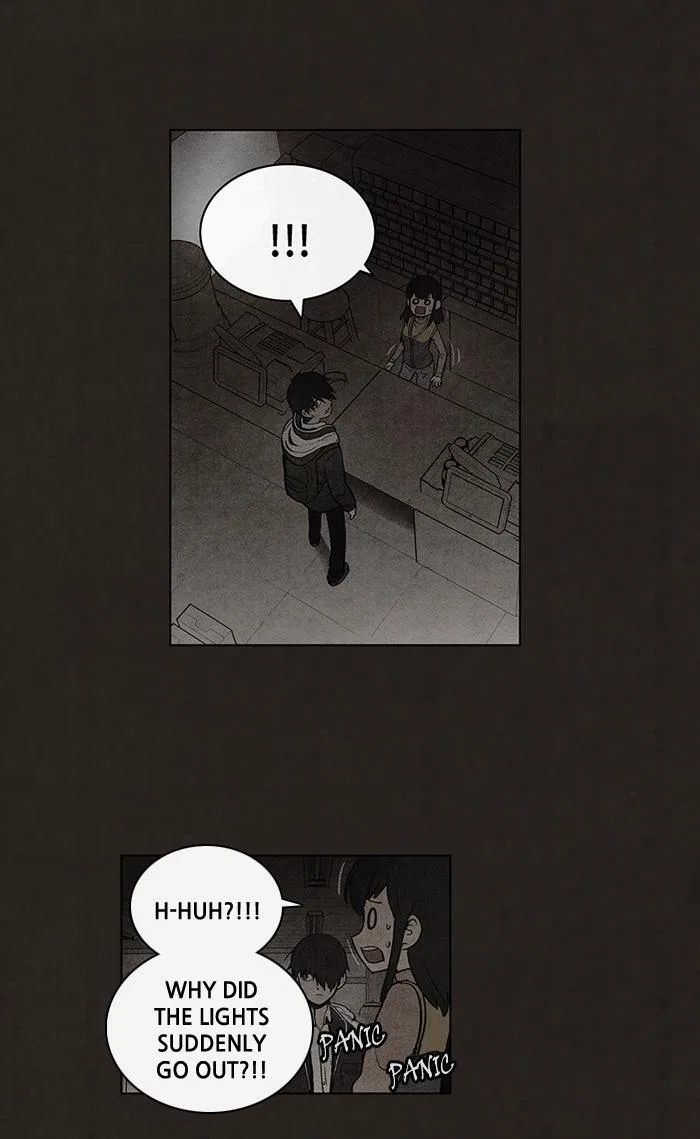 !!!
H-HUH?!!!
WHY DID
THE LIGHTS
SUDDENLY
GO OUT?!!
PANIC
PANIC